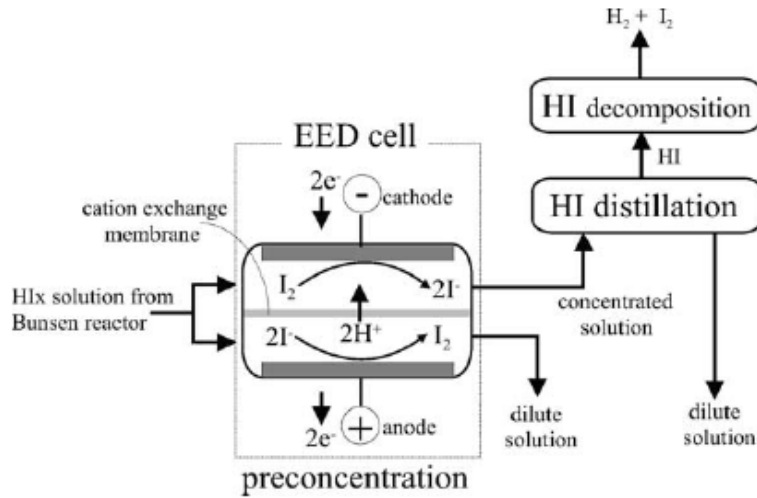 H₂ + I₂
HI decomposition
HI
HI distillation
EED cell
2e⁻
-
cathode
cation exchange
membrane
I₂
2I⁻
HIx solution from
Bunsen reactor
2H⁺
2I⁻
I₂
concentrated
solution
2e⁻
+
anode
dilute
solution
dilute
solution
preconcentration